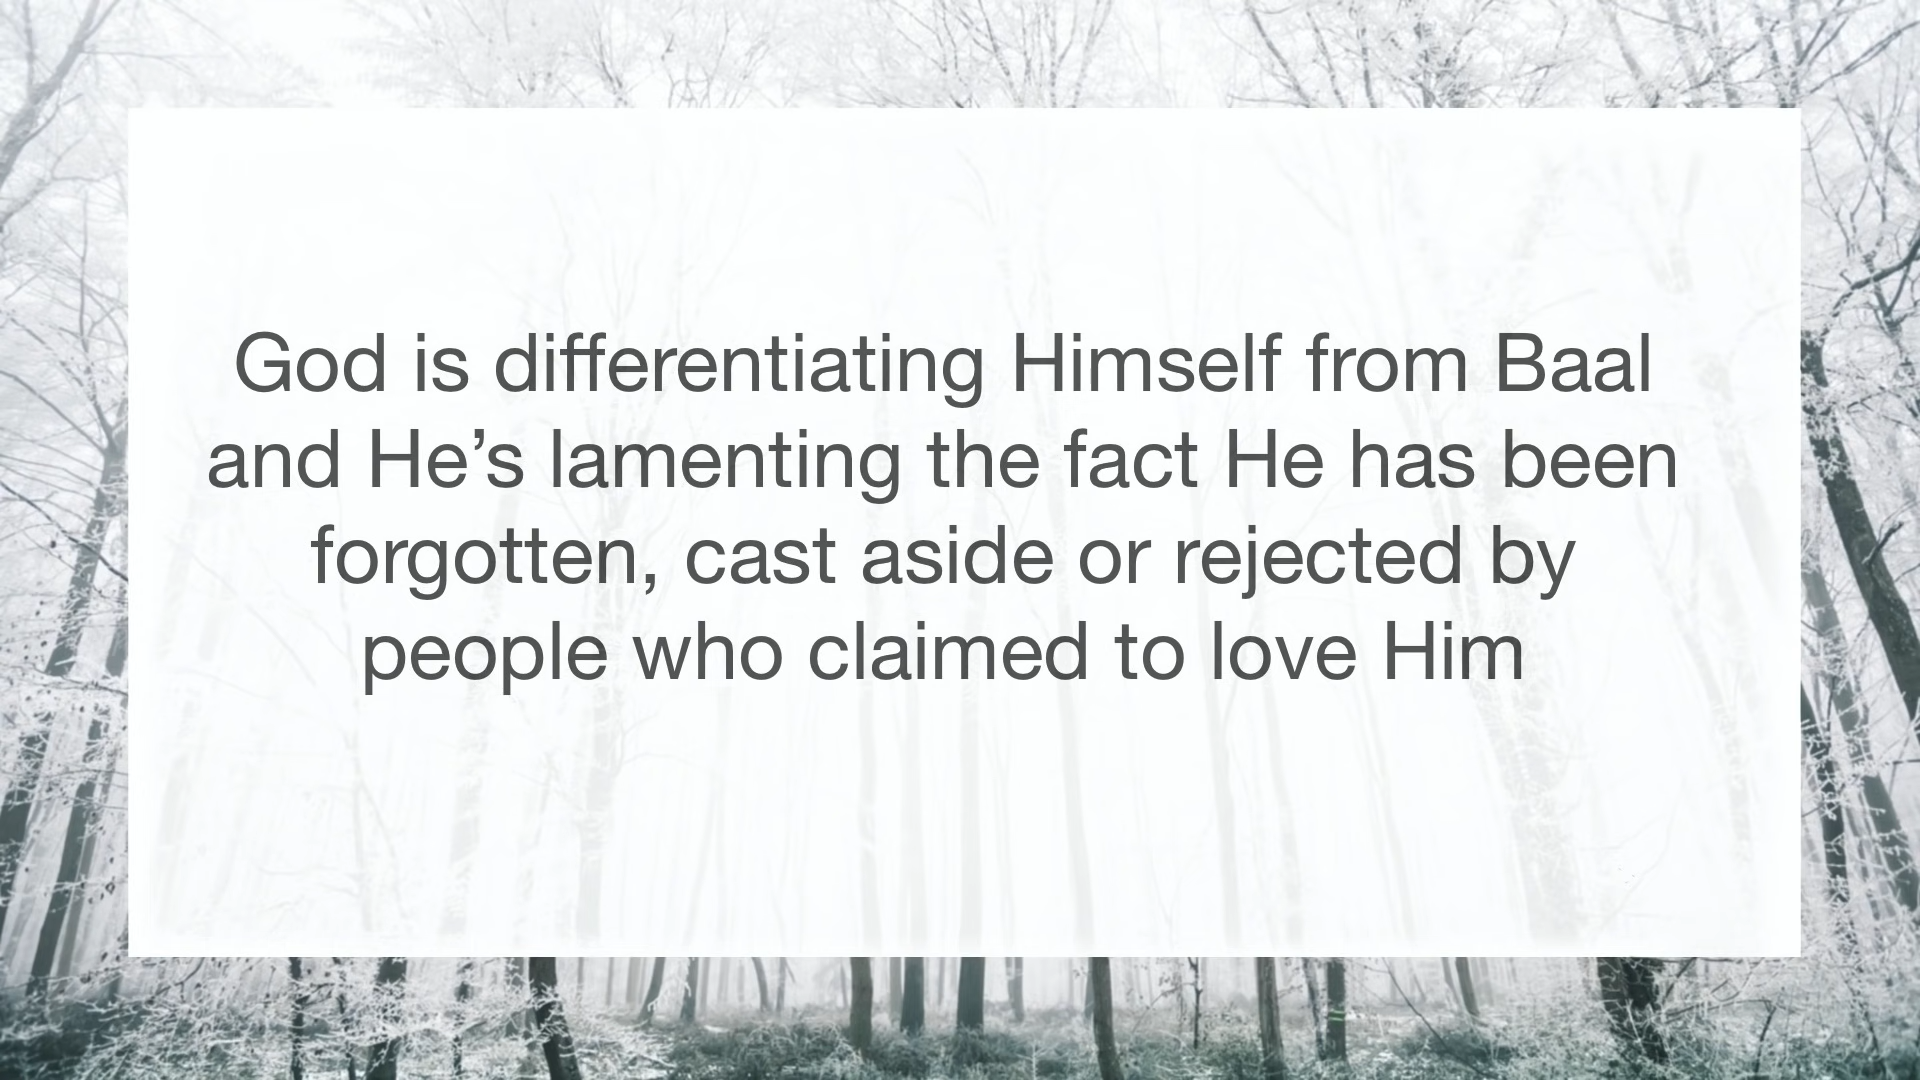 God is differentiating Himself from Baal
and He’s lamenting the fact He has been
forgotten, cast aside or rejected by
people who claimed to love Him